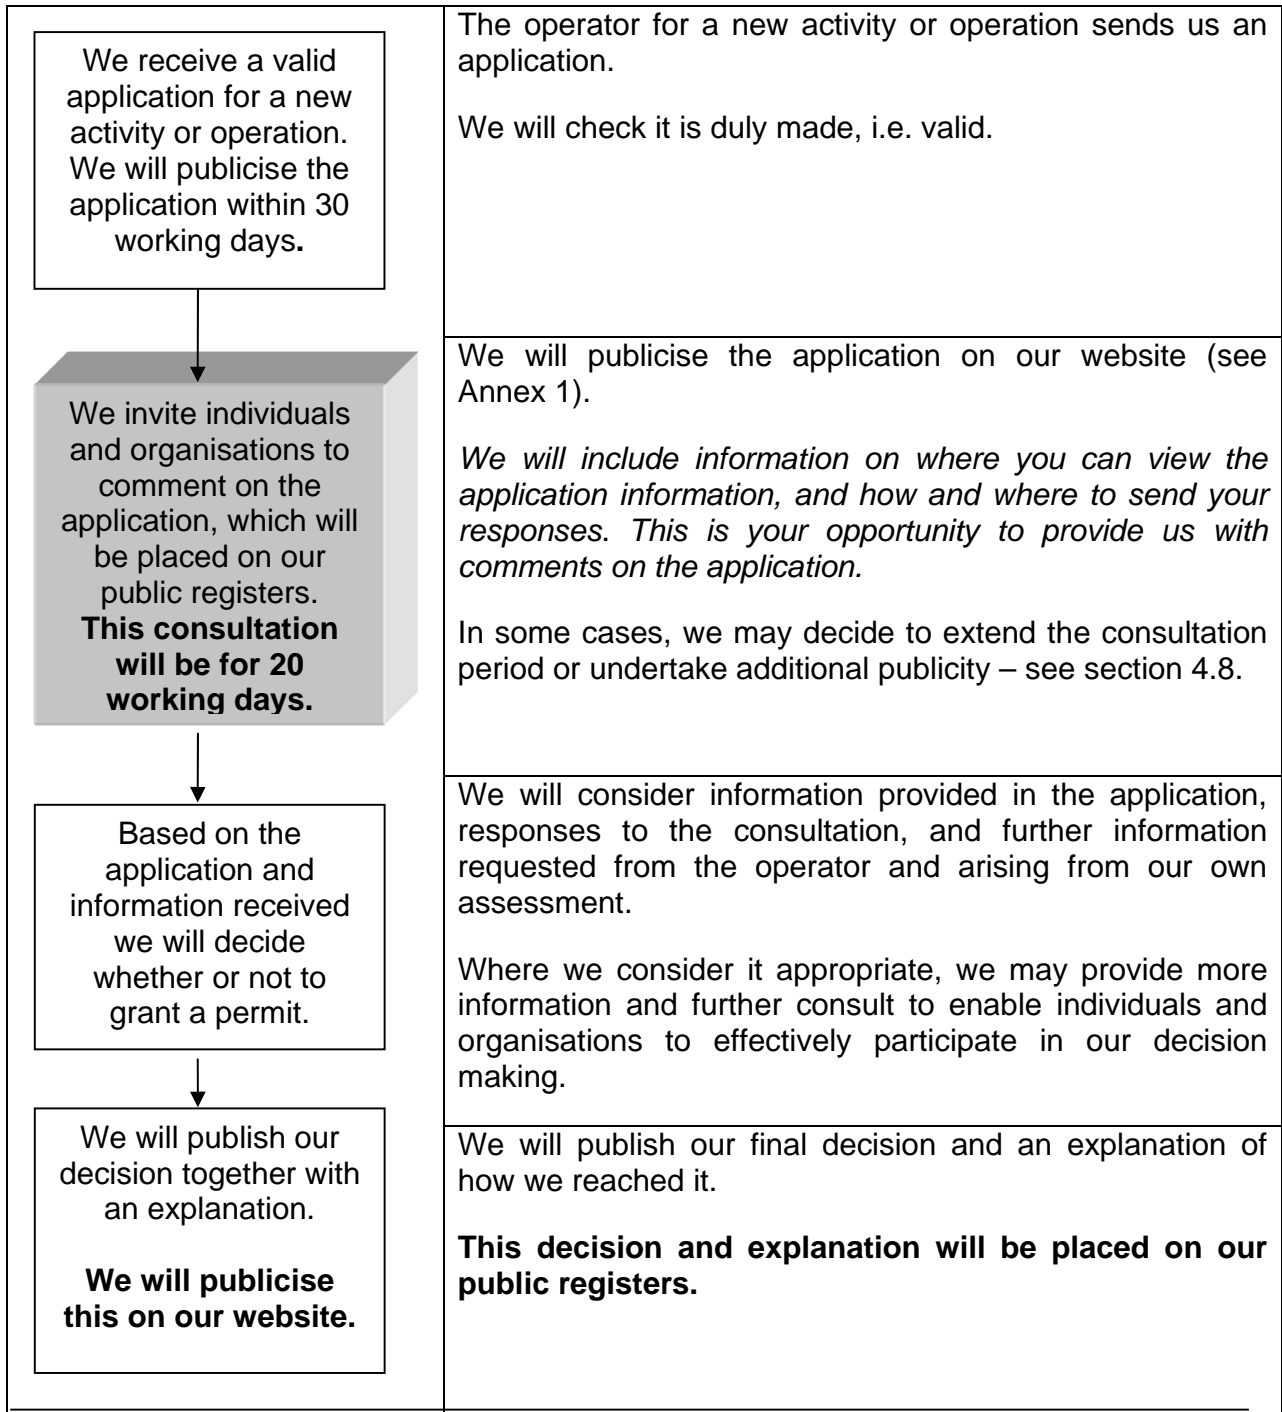 We receive a valid
application for a new
activity or operation.
We will publicise the
application within 30
working days.
The operator for a new activity or operation sends us an
application.
We will check it is duly made, i.e. valid.
We invite individuals
and organisations to
comment on the
application, which will
be placed on our
public registers.
This consultation
will be for 20
working days.
We will publicise the application on our website (see
Annex 1).
We will include information on where you can view the
application information, and how and where to send your
responses. This is your opportunity to provide us with
comments on the application.
In some cases, we may decide to extend the consultation
period or undertake additional publicity – see section 4.8.
Based on the
application and
information received
we will decide
whether or not to
grant a permit.
We will consider information provided in the application,
responses to the consultation, and further information
requested from the operator and arising from our own
assessment.
Where we consider it appropriate, we may provide more
information and further consult to enable individuals and
organisations to effectively participate in our decision
making.
We will publish our
decision together with
an explanation.
We will publicise
this on our website.
We will publish our final decision and an explanation of
how we reached it.
This decision and explanation will be placed on our
public registers.